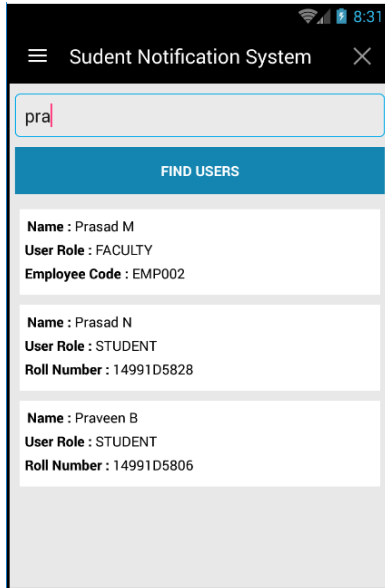 8:31
Sudent Notification System
pra
FIND USERS
Name : Prasad M
User Role : FACULTY
Employee Code : EMP002
Name : Prasad N
User Role : STUDENT
Roll Number : 14991D5828
Name : Praveen B
User Role : STUDENT
Roll Number : 14991D5806